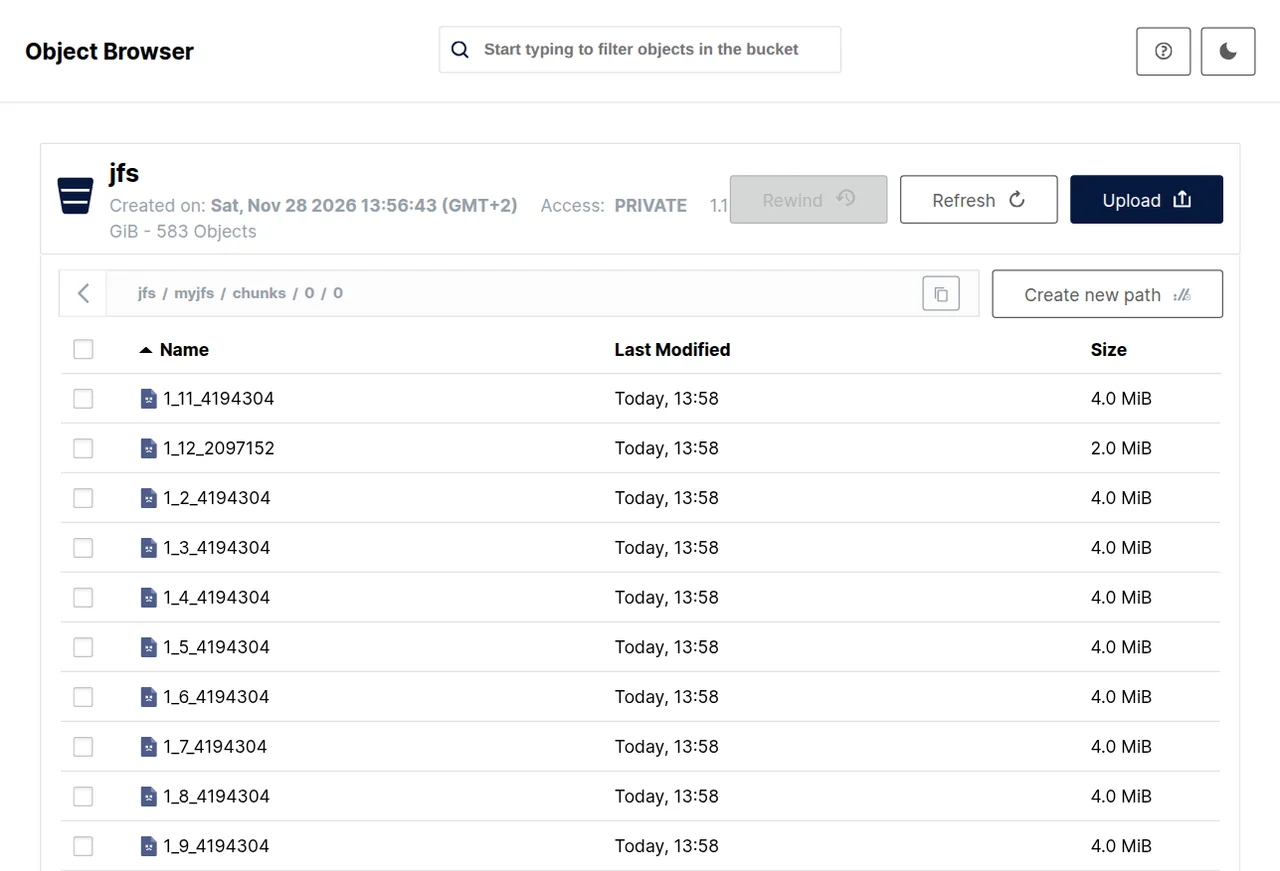 Object Browser
Start typing to filter objects in the bucket
jfs
Created on: Sat, Nov 28 2026 13:56:43 (GMT+2) Access: PRIVATE 1.1
GiB - 583 Objects
Rewind
Refresh
Upload
jfs / myjfs / chunks / 0 / 0
Create new path
Name Last Modified Size
1_11_4194304 Today, 13:58 4.0 MiB
1_12_2097152 Today, 13:58 2.0 MiB
1_2_4194304 Today, 13:58 4.0 MiB
1_3_4194304 Today, 13:58 4.0 MiB
1_4_4194304 Today, 13:58 4.0 MiB
1_5_4194304 Today, 13:58 4.0 MiB
1_6_4194304 Today, 13:58 4.0 MiB
1_7_4194304 Today, 13:58 4.0 MiB
1_8_4194304 Today, 13:58 4.0 MiB
1_9_4194304 Today, 13:58 4.0 MiB